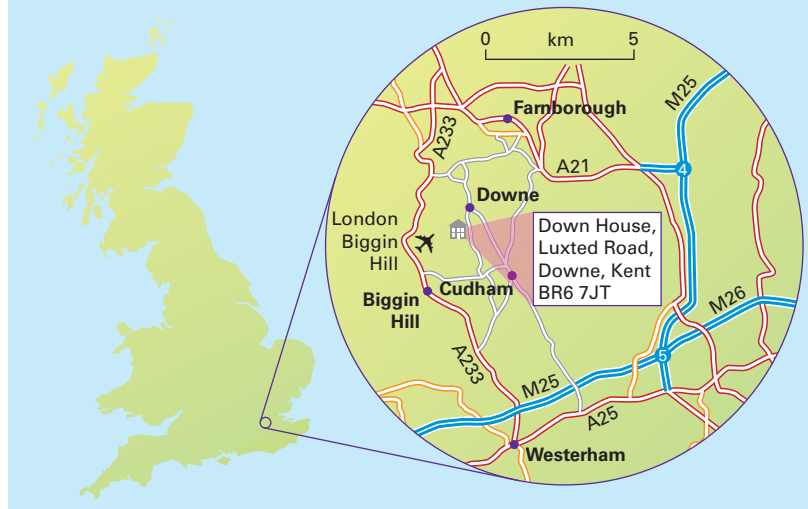 0 km 5
Farnborough
M25
A233
A21
4
Downe
London
Biggin
Hill
Down House,
Luxted Road,
Downe, Kent
BR6 7JT
Cudham
Biggin
Hill
M26
A233
5
M25
A25
Westerham